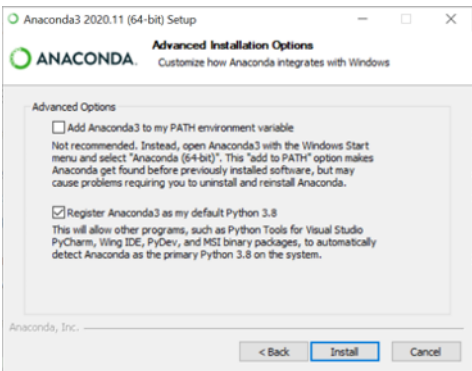 Anaconda3 2020.11 (64-bit) Setup
ANACONDA.
Advanced Installation Options
Customize how Anaconda integrates with Windows
Advanced Options
Add Anaconda3 to my PATH environment variable
Not recommended. Instead, open Anaconda3 with the Windows Start
menu and select "Anaconda (64-bit)". This "add to PATH" option makes
Anaconda get found before previously installed software, but may
cause problems requiring you to uninstall and reinstall Anaconda.
Register Anaconda3 as my default Python 3.8
This will allow other programs, such as Python Tools for Visual Studio
PyCharm, Wing IDE, PyDev, and MSI binary packages, to automatically
detect Anaconda as the primary Python 3.8 on the system.
Anaconda, Inc.
< Back Install Cancel